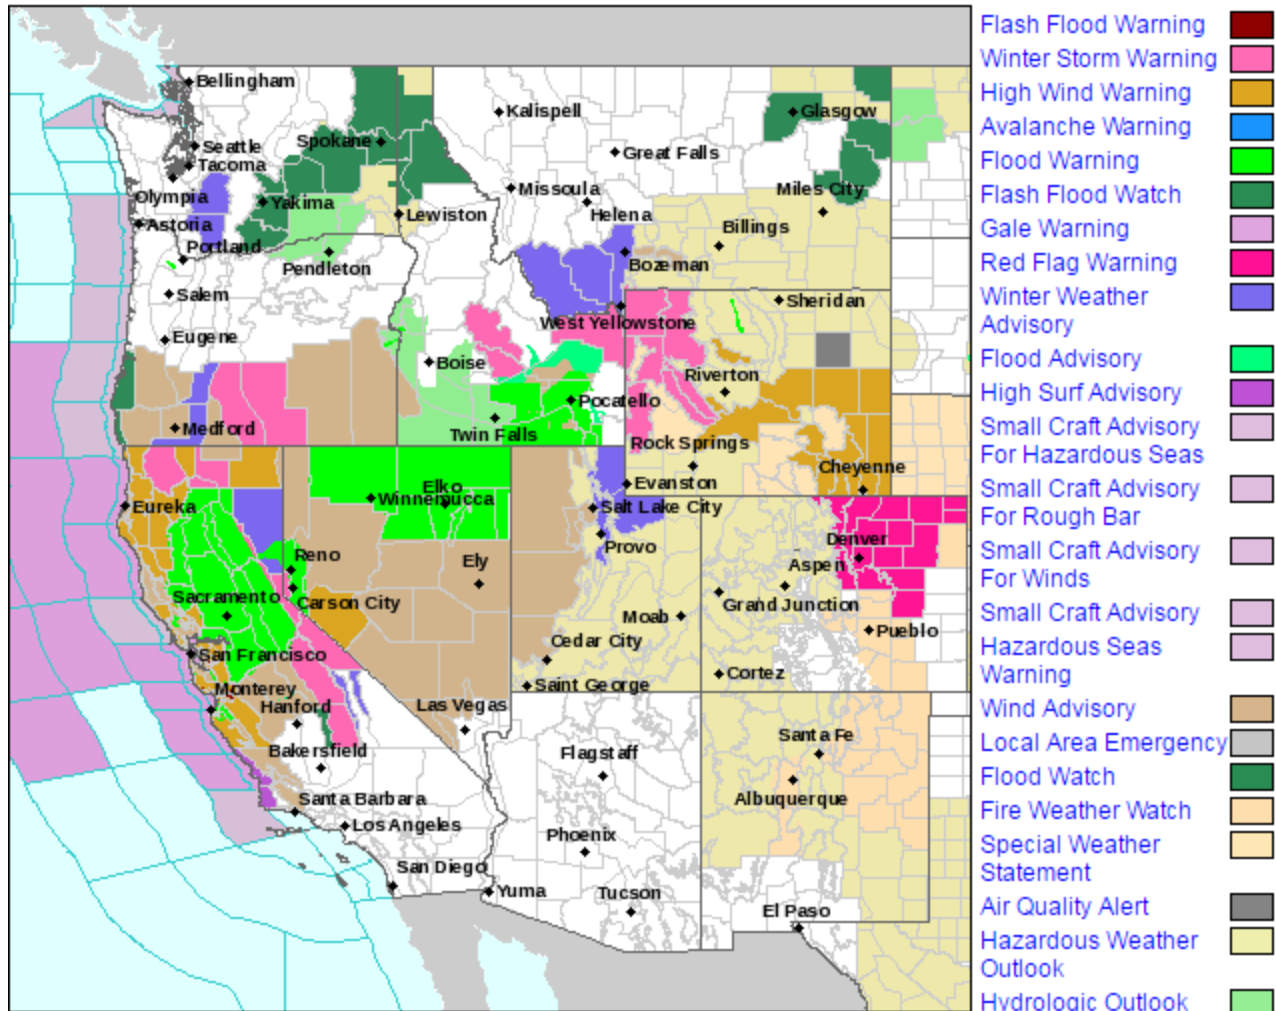 Bellingham
Seattle
Tacoma
Olympia
Astoria
Portland
Salem
Eugene
Medford
Spokane
Yakima
Pendleton
Lewiston
Kalispell
Great Falls
Missoula
Helena
Bozeman
Billings
Miles City
Glasgow
West Yellowstone
Sheridan
Boise
Pocatello
Twin Falls
Riverton
Rock Springs
Cheyenne
Evanston
Eureka
Elko
Winnemucca
Reno
Ely
Carson City
Sacramento
San Francisco
Monterey
Hanford
Bakersfield
Santa Barbara
Los Angeles
San Diego
Las Vegas
Salt Lake City
Provo
Moab
Cedar City
Saint George
Denver
Aspen
Grand Junction
Pueblo
Cortez
Flagstaff
Phoenix
Yuma
Tucson
Santa Fe
Albuquerque
El Paso
Flash Flood Warning
Winter Storm Warning
High Wind Warning
Avalanche Warning
Flood Warning
Flash Flood Watch
Gale Warning
Red Flag Warning
Winter Weather
Advisory
Flood Advisory
High Surf Advisory
Small Craft Advisory
For Hazardous Seas
Small Craft Advisory
For Rough Bar
Small Craft Advisory
For Winds
Small Craft Advisory
Hazardous Seas
Warning
Wind Advisory
Local Area Emergency
Flood Watch
Fire Weather Watch
Special Weather
Statement
Air Quality Alert
Hazardous Weather
Outlook
Hydrologic Outlook